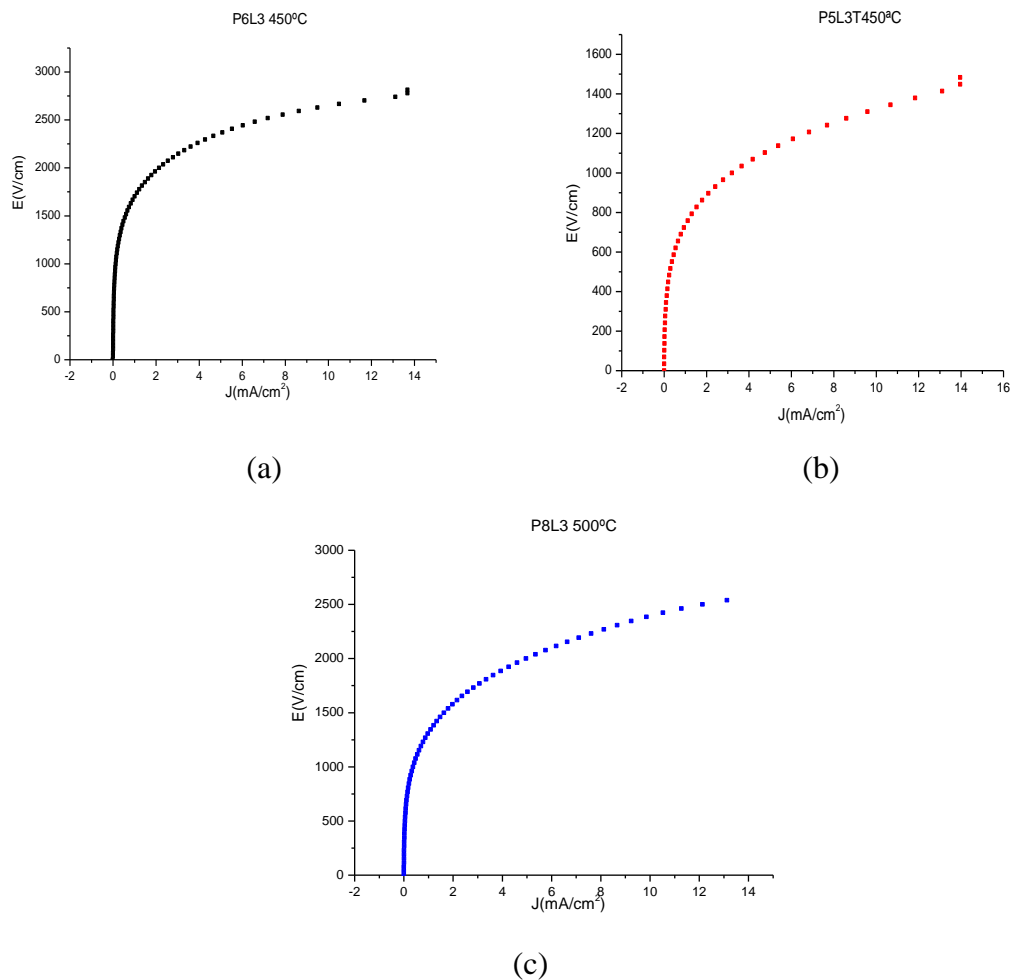 P6L3 450ºC
3000
2500
2000
1500
1000
500
0
E(V/cm)
-2 0 2 4 6 8 10 12 14
J(mA/cm²)
(a)
P5L3T450ªC
1600
1400
1200
1000
800
600
400
200
0
E(V/cm)
-2 0 2 4 6 8 10 12 14 16
J(mA/cm²)
(b)
P8L3 500ºC
3000
2500
2000
1500
1000
500
0
E(V/cm)
-2 0 2 4 6 8 10 12 14
J(mA/cm²)
(c)